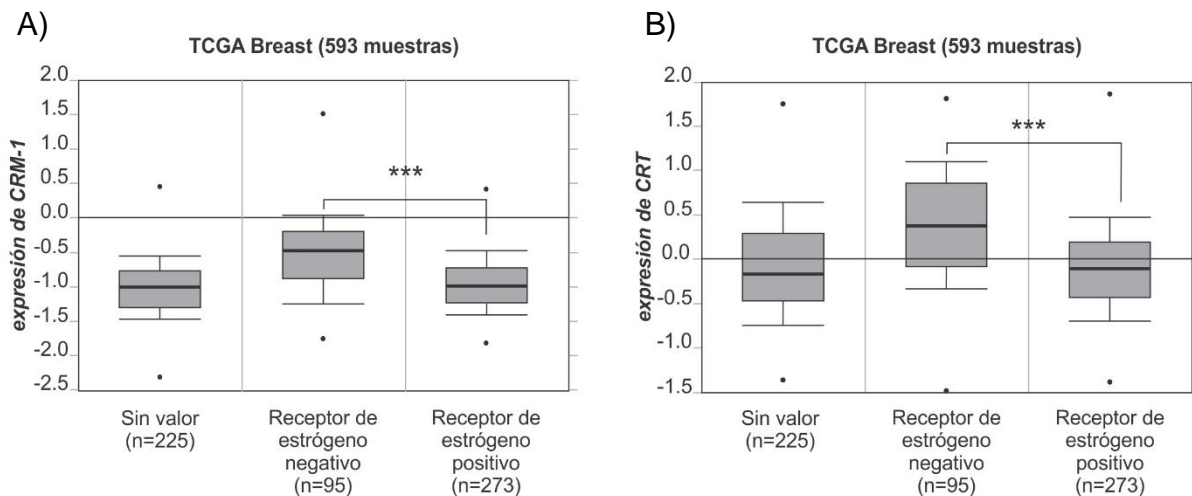 A)
TCGA Breast (593 muestras)
expresión de CRM-1
2.0
1.5
1.0
0.5
0.0
-0.5
-1.0
-1.5
-2.0
-2.5
***
Sin valor
(n=225)
Receptor de
estrógeno
negativo
(n=95)
Receptor de
estrógeno
positivo
(n=273)
B)
TCGA Breast (593 muestras)
expresión de CRT
2.0
1.5
1.0
0.5
0.0
-0.5
-1.0
-1.5
***
Sin valor
(n=225)
Receptor de
estrógeno
negativo
(n=95)
Receptor de
estrógeno
positivo
(n=273)